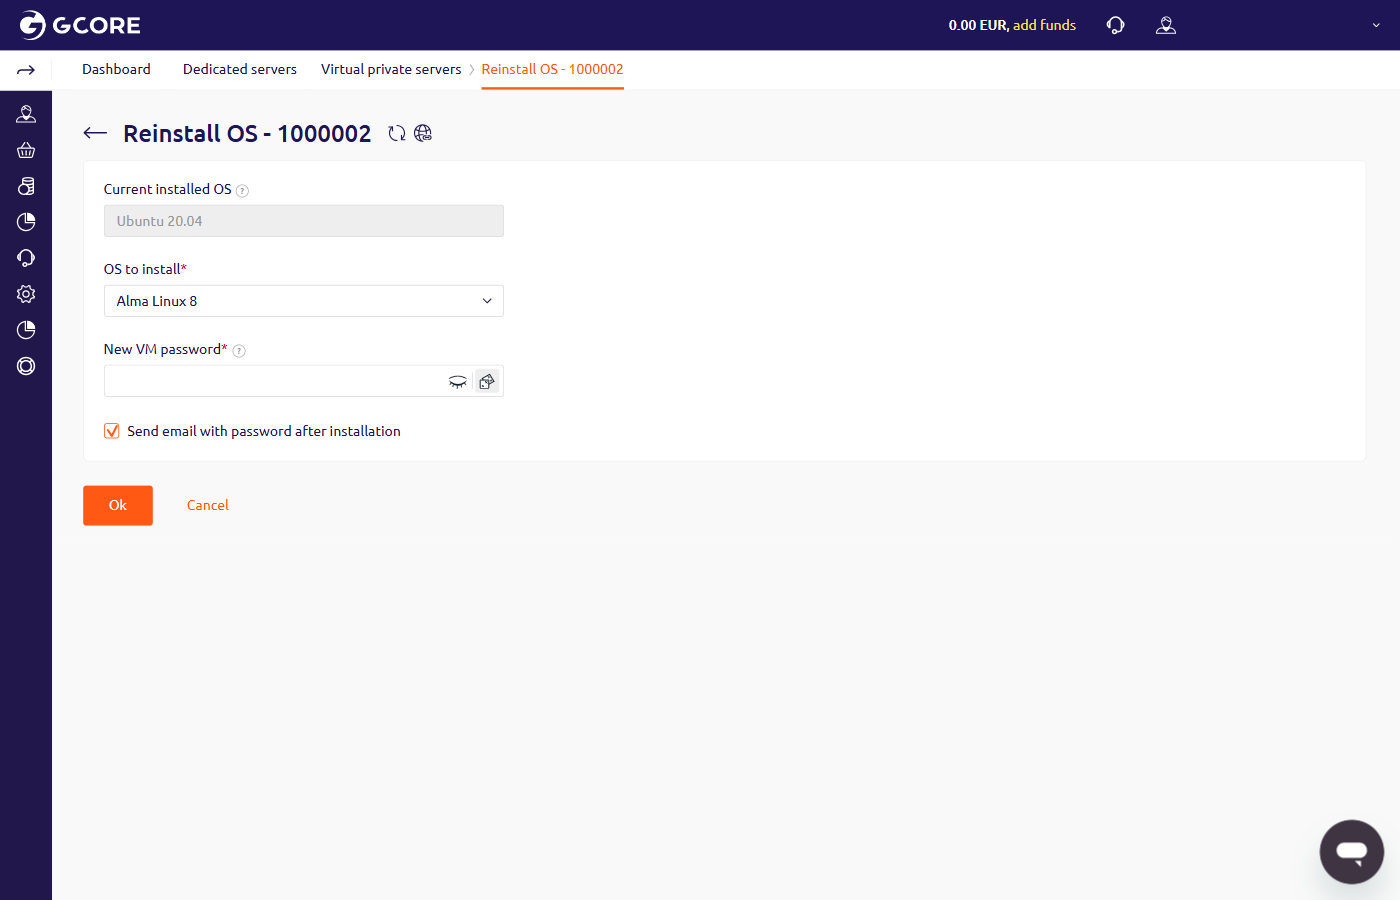 GCORE
0.00 EUR, add funds
Dashboard Dedicated servers Virtual private servers Reinstall OS - 1000002
Reinstall OS - 1000002
Current installed OS ?
Ubuntu 20.04
OS to install*
Alma Linux 8
New VM password* ?
Send email with password after installation
Ok Cancel